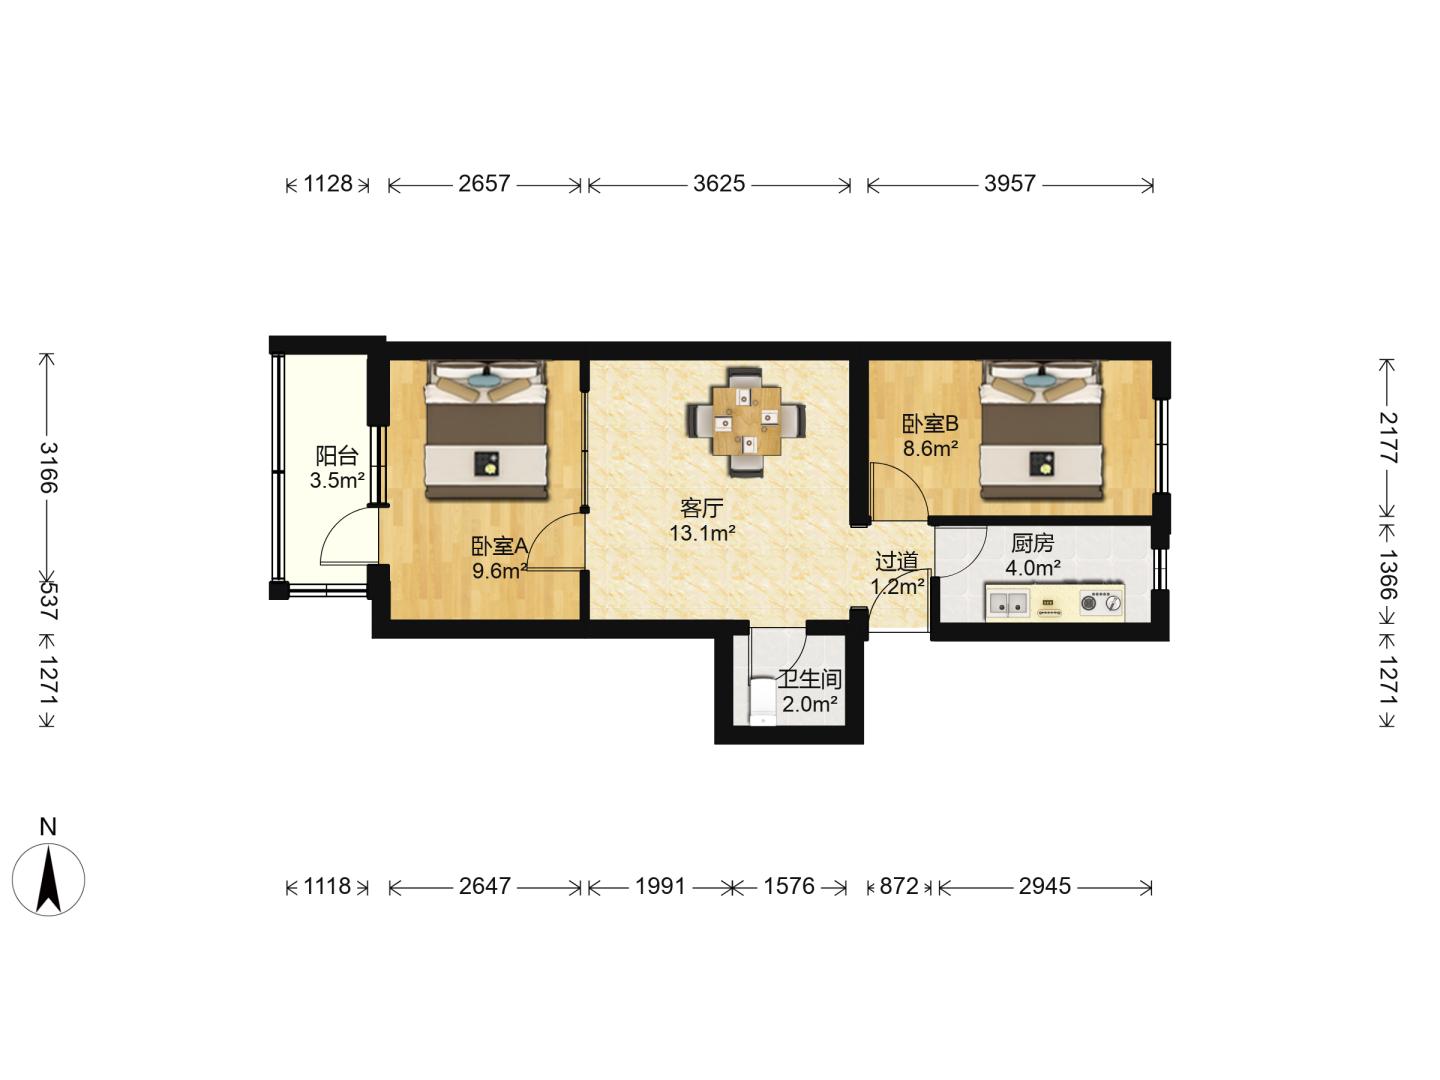 1128
2657
3625
3957
3166
537
1271
2177
1366
1271
阳台
3.5m²
卧室A
9.6m²
客厅
13.1m²
卧室B
8.6m²
过道
1.2m²
厨房
4.0m²
卫生间
2.0m²
N
1118
2647
1991
1576
872
2945